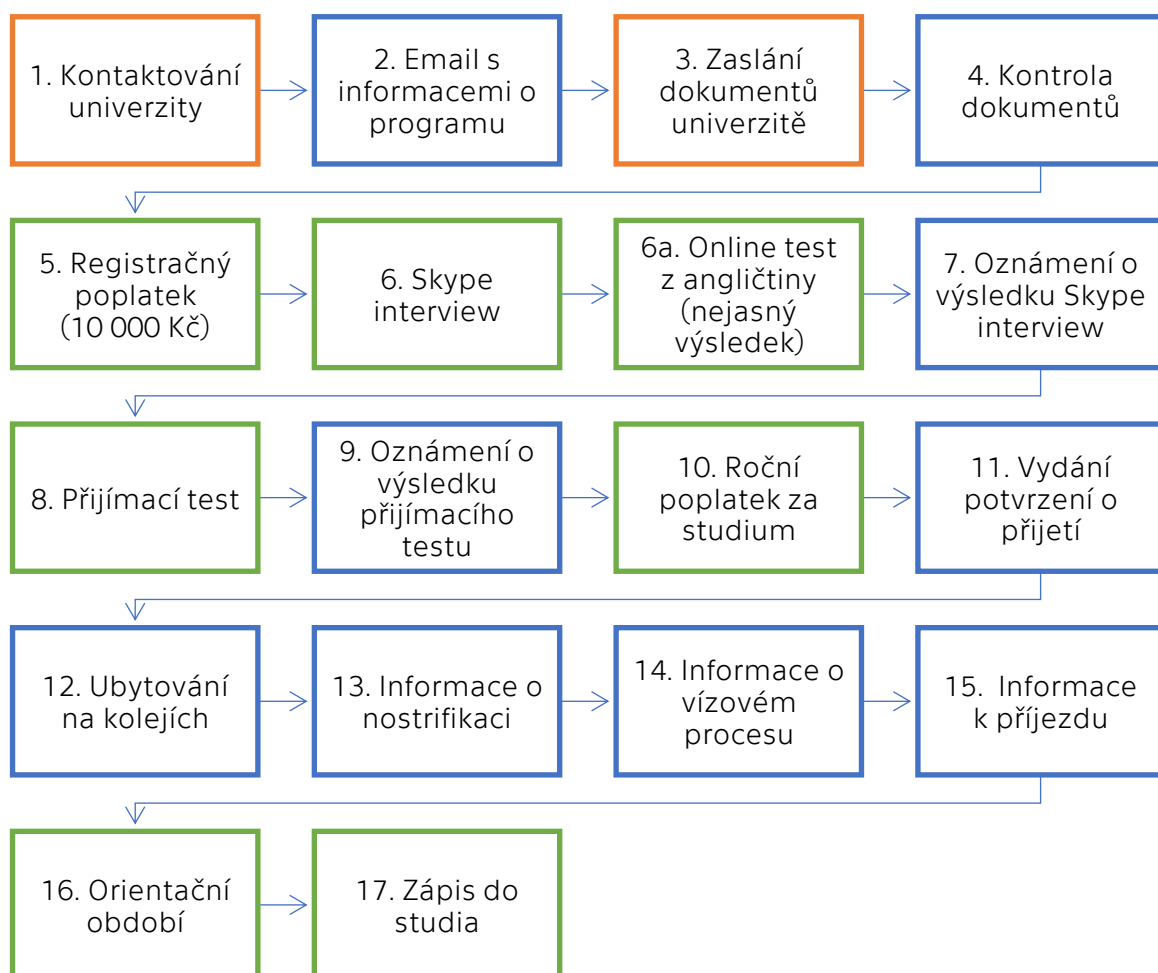 1. Kontaktování
univerzity
2. Email s
informacemi o
programu
3. Zaslání
dokumentů
univerzitě
4. Kontrola
dokumentů
5. Registračný
poplatek
(10 000 Kč)
6. Skype
interview
6a. Online test
z angličtiny
(nejasný
výsledek)
7. Oznámení o
výsledku Skype
interview
8. Přijímací test
9. Oznámení o
výsledku
přijímacího
testu
10. Roční
poplatek za
studium
11. Vydání
potvrzení o
přijetí
12. Ubytování
na kolejích
13. Informace o
nostrifikaci
14. Informace o
vízovém
procesu
15. Informace
k příjezdu
16. Orientační
období
17. Zápis do
studia